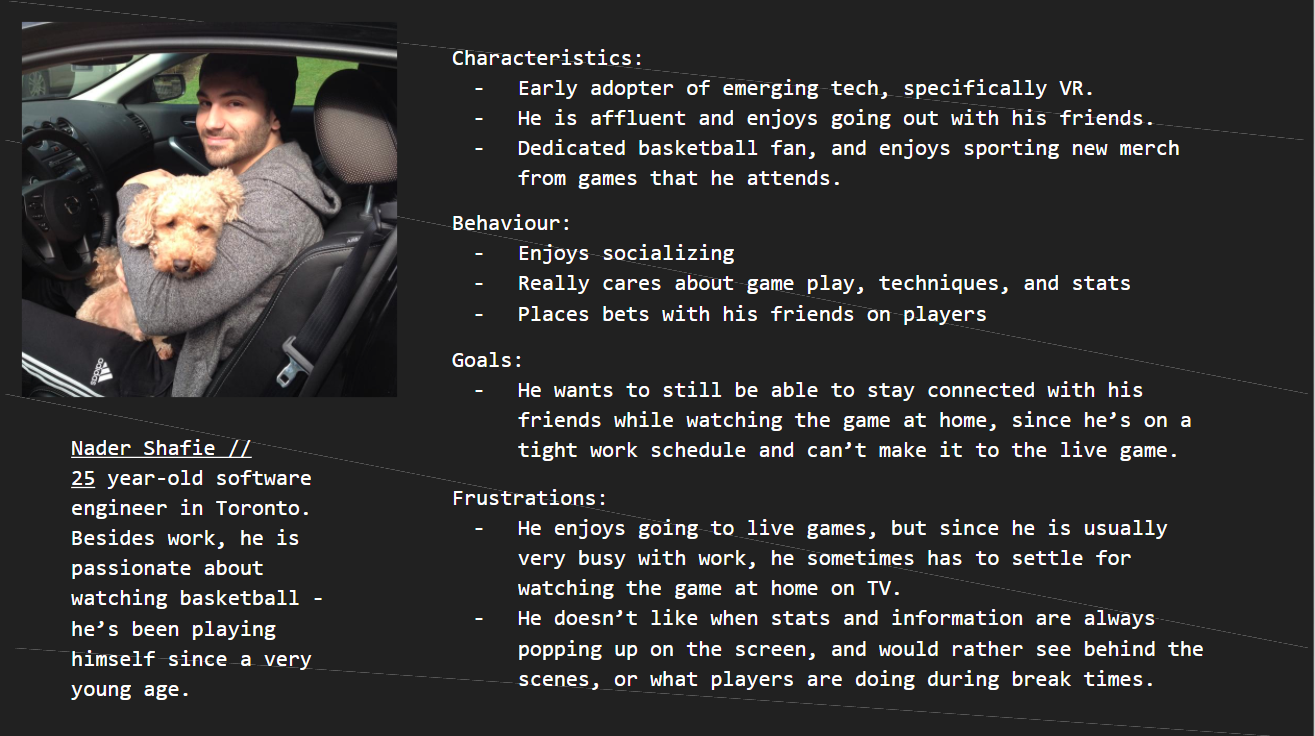 adidas
Nader Shafie //
25 year-old software
engineer in Toronto.
Besides work, he is
passionate about
watching basketball -
he’s been playing
himself since a very
young age.
Characteristics:
- Early adopter of emerging tech, specifically VR.
- He is affluent and enjoys going out with his friends.
- Dedicated basketball fan, and enjoys sporting new merch
from games that he attends.
Behaviour:
- Enjoys socializing
- Really cares about game play, techniques, and stats
- Places bets with his friends on players
Goals:
- He wants to still be able to stay connected with his
friends while watching the game at home, since he’s on a
tight work schedule and can’t make it to the live game.
Frustrations:
- He enjoys going to live games, but since he is usually
very busy with work, he sometimes has to settle for
watching the game at home on TV.
- He doesn’t like when stats and information are always
popping up on the screen, and would rather see behind the
scenes, or what players are doing during break times.